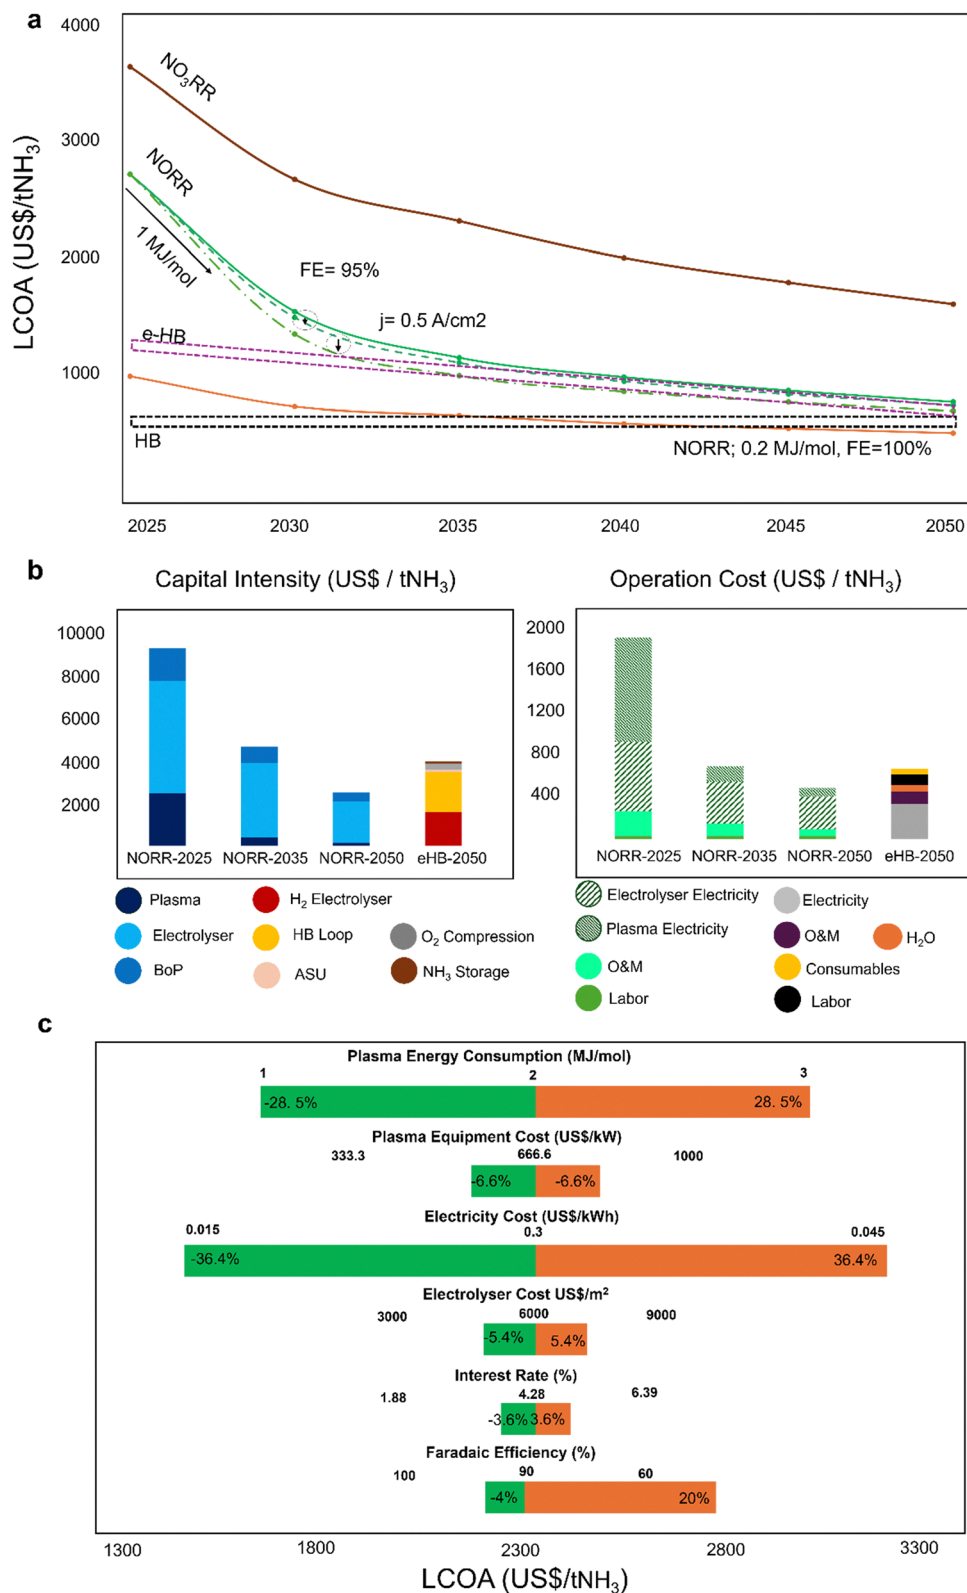 a
4000
3000
2000
1000
LCOA (US$/tNH3)
NO3RR
NORR
1 MJ/mol
FE= 95%
j= 0.5 A/cm2
e-HB
HB
NORR; 0.2 MJ/mol, FE=100%
2025 2030 2035 2040 2045 2050
b
Capital Intensity (US$ / tNH3)
10000
8000
6000
4000
2000
NORR-2025 NORR-2035 NORR-2050 eHB-2050
Plasma
Electrolyser
BoP
H2 Electrolyser
HB Loop
ASU
O2 Compression
NH3 Storage
Operation Cost (US$ / tNH3)
2000
1600
1200
800
400
NORR-2025 NORR-2035 NORR-2050 eHB-2050
Electrolyser Electricity
Plasma Electricity
O&M
Labor
Electricity
O&M
H2O
Consumables
Labor
c
Plasma Energy Consumption (MJ/mol)
1 2 3
-28. 5% 28. 5%
Plasma Equipment Cost (US$/kW)
333.3 666.6 1000
-6.6% -6.6%
Electricity Cost (US$/kWh)
0.015 0.3 0.045
-36.4% 36.4%
Electrolyser Cost US$/m²
3000 6000 9000
-5.4% 5.4%
Interest Rate (%)
1.88 4.28 6.39
-3.6% 3.6%
Faradaic Efficiency (%)
100 90 60
-4% 20%
1300 1800 2300 2800 3300
LCOA (US$/tNH3)